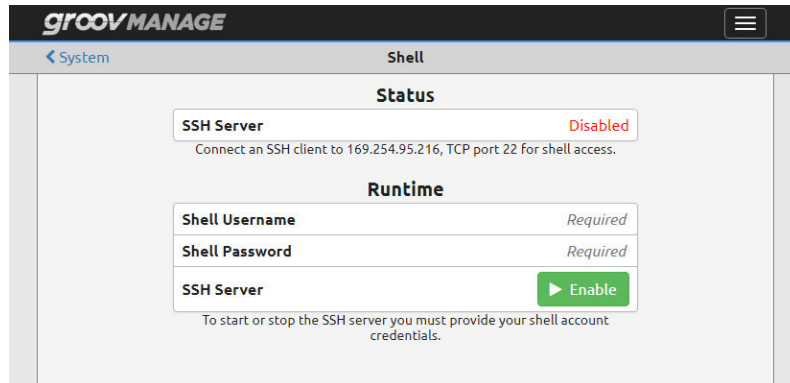 groov MANAGE
System
Shell
Status
SSH Server Disabled
Connect an SSH client to 169.254.95.216, TCP port 22 for shell access.
Runtime
Shell Username Required
Shell Password Required
SSH Server Enable
To start or stop the SSH server you must provide your shell account
credentials.